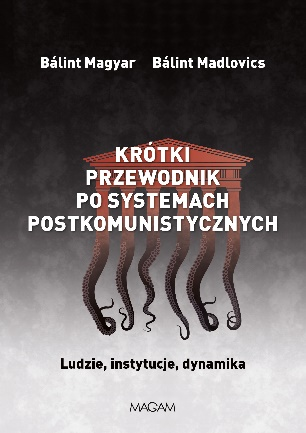 Bálint Magyar Bálint Madlovics
KRÓTKI
PRZEWODNIK
PO SYSTEMACH
POSTKOMUNISTYCZNYCH
Ludzie, instytucje, dynamika
MAGAM